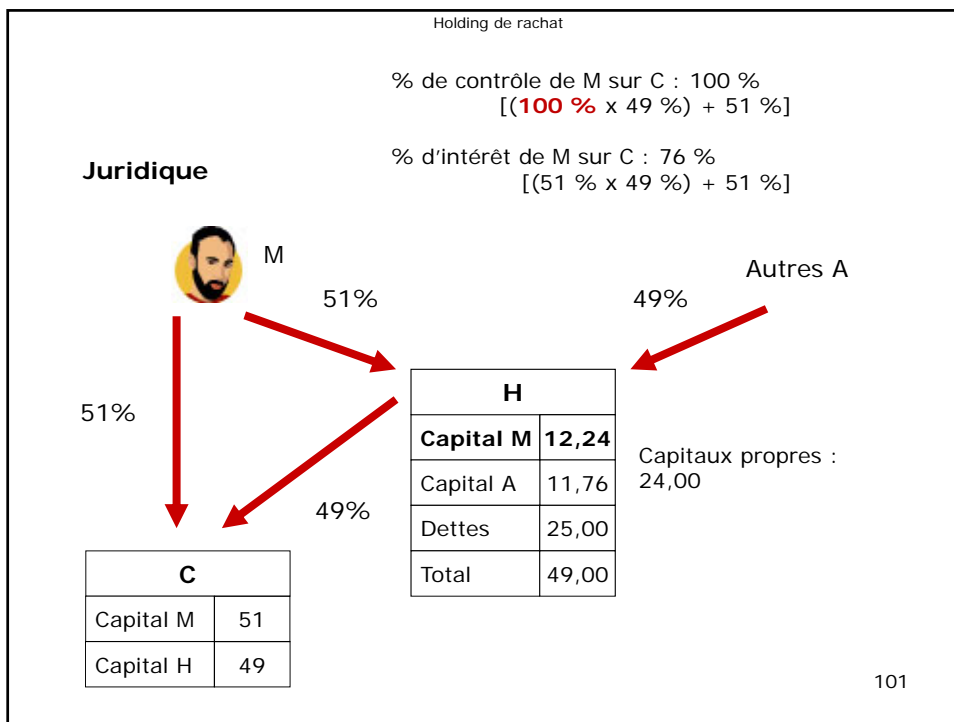 Holding de rachat
% de contrôle de M sur C : 100 %
[(100 % x 49 %) + 51 %]
% d'intérêt de M sur C : 76 %
[(51 % x 49 %) + 51 %]
Juridique
M
Autres A
51%
49%
51%
49%
H
Capital M 12,24
Capital A 11,76
Dettes 25,00
Total 49,00
Capitaux propres :
24,00
C
Capital M 51
Capital H 49
101